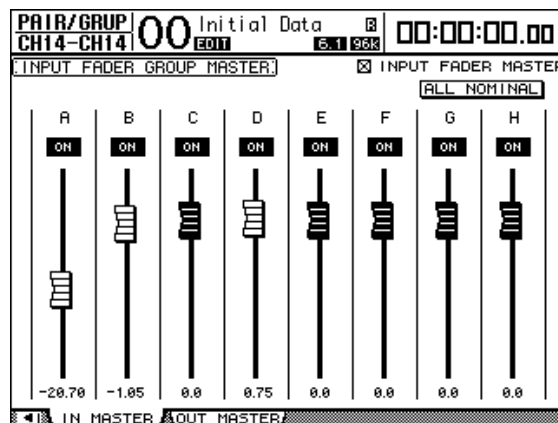 PAIR/GROUP
CH14-CH14
00
Initial Data
EDIT
R
6.1
96k
00:00:00.00
INPUT FADER GROUP MASTER
INPUT FADER MASTER
ALL NOMINAL
A B C D E F G H
ON ON ON ON ON ON ON ON
-20.70 -1.05 0.0 0.75 0.0 0.0 0.0 0.0
IN MASTER OUT MASTER